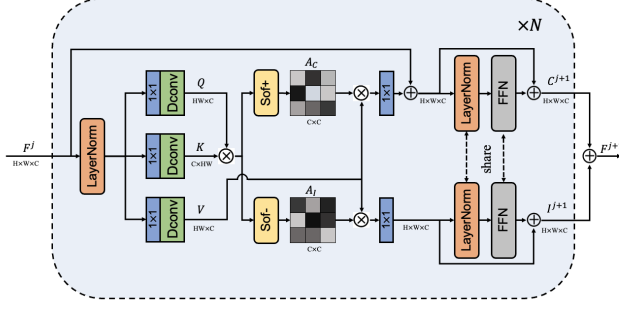 ×N
F^j
H×W×C
LayerNorm
1×1
Dconv
Q
HW×C
1×1
Dconv
K
C×HW
1×1
Dconv
V
HW×C
Sof+
A_C
C×C
1×1
H×W×C
LayerNorm
FFN
C^{j+1}
H×W×C
share
Sof-
A_I
C×C
1×1
H×W×C
LayerNorm
FFN
I^{j+1}
H×W×C
F^{j+
H×W×C